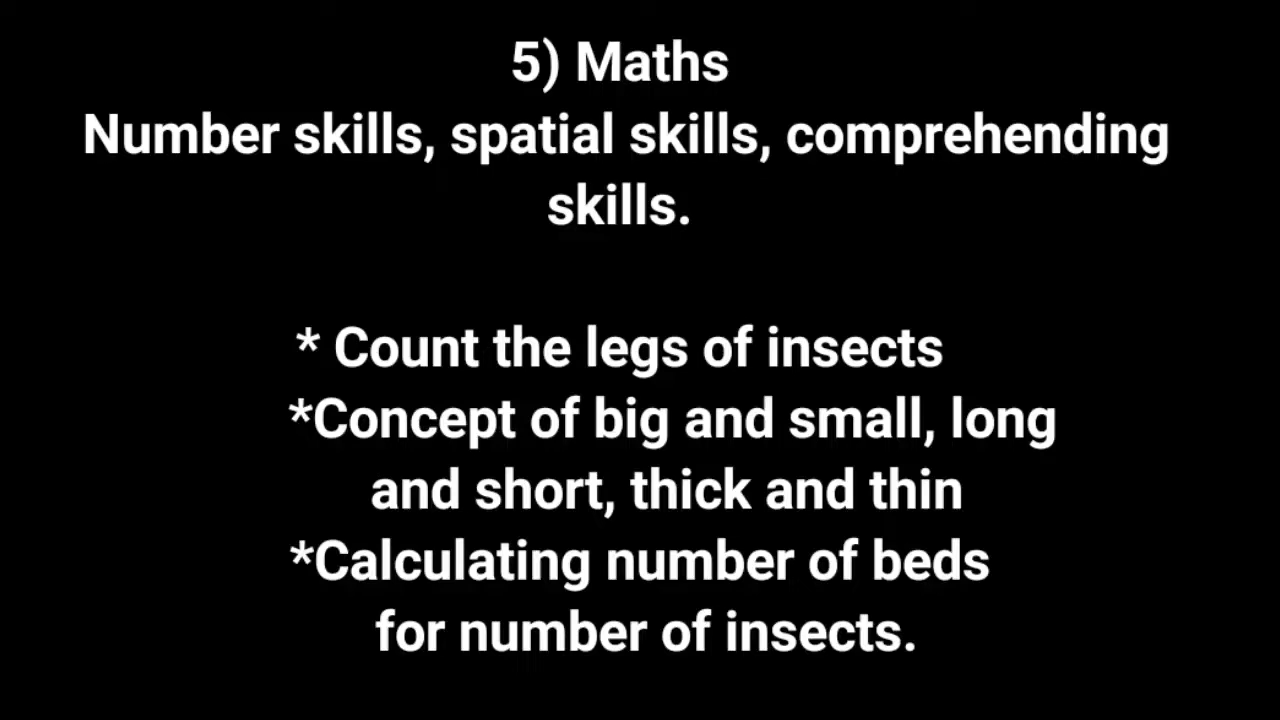 5) Maths
Number skills, spatial skills, comprehending
skills.
* Count the legs of insects
*Concept of big and small, long
and short, thick and thin
*Calculating number of beds
for number of insects.